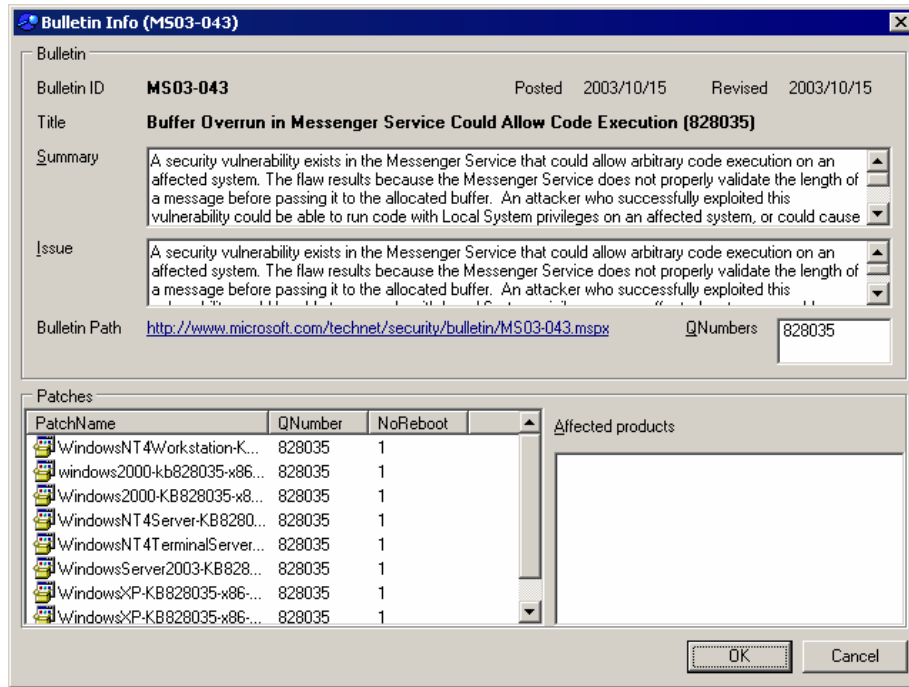 Bulletin Info (MS03-043)
Bulletin
Bulletin ID MS03-043 Posted 2003/10/15 Revised 2003/10/15
Title Buffer Overrun in Messenger Service Could Allow Code Execution (828035)
Summary
A security vulnerability exists in the Messenger Service that could allow arbitrary code execution on an
affected system. The flaw results because the Messenger Service does not properly validate the length of
a message before passing it to the allocated buffer. An attacker who successfully exploited this
vulnerability could be able to run code with Local System privileges on an affected system, or could cause
Issue
A security vulnerability exists in the Messenger Service that could allow arbitrary code execution on an
affected system. The flaw results because the Messenger Service does not properly validate the length of
a message before passing it to the allocated buffer. An attacker who successfully exploited this
Bulletin Path http://www.microsoft.com/technet/security/bulletin/MS03-043.mspx QNumbers 828035
Patches
PatchName QNumber NoReboot
WindowsNT4Workstation-K... 828035 1
windows2000-kb828035-x86... 828035 1
Windows2000-KB828035-x8... 828035 1
WindowsNT4Server-KB8280... 828035 1
WindowsNT4TerminalServer... 828035 1
WindowsServer2003-KB828... 828035 1
WindowsXP-KB828035-x86-... 828035 1
WindowsXP-KB828035-x86-... 828035 1
Affected products
OK Cancel